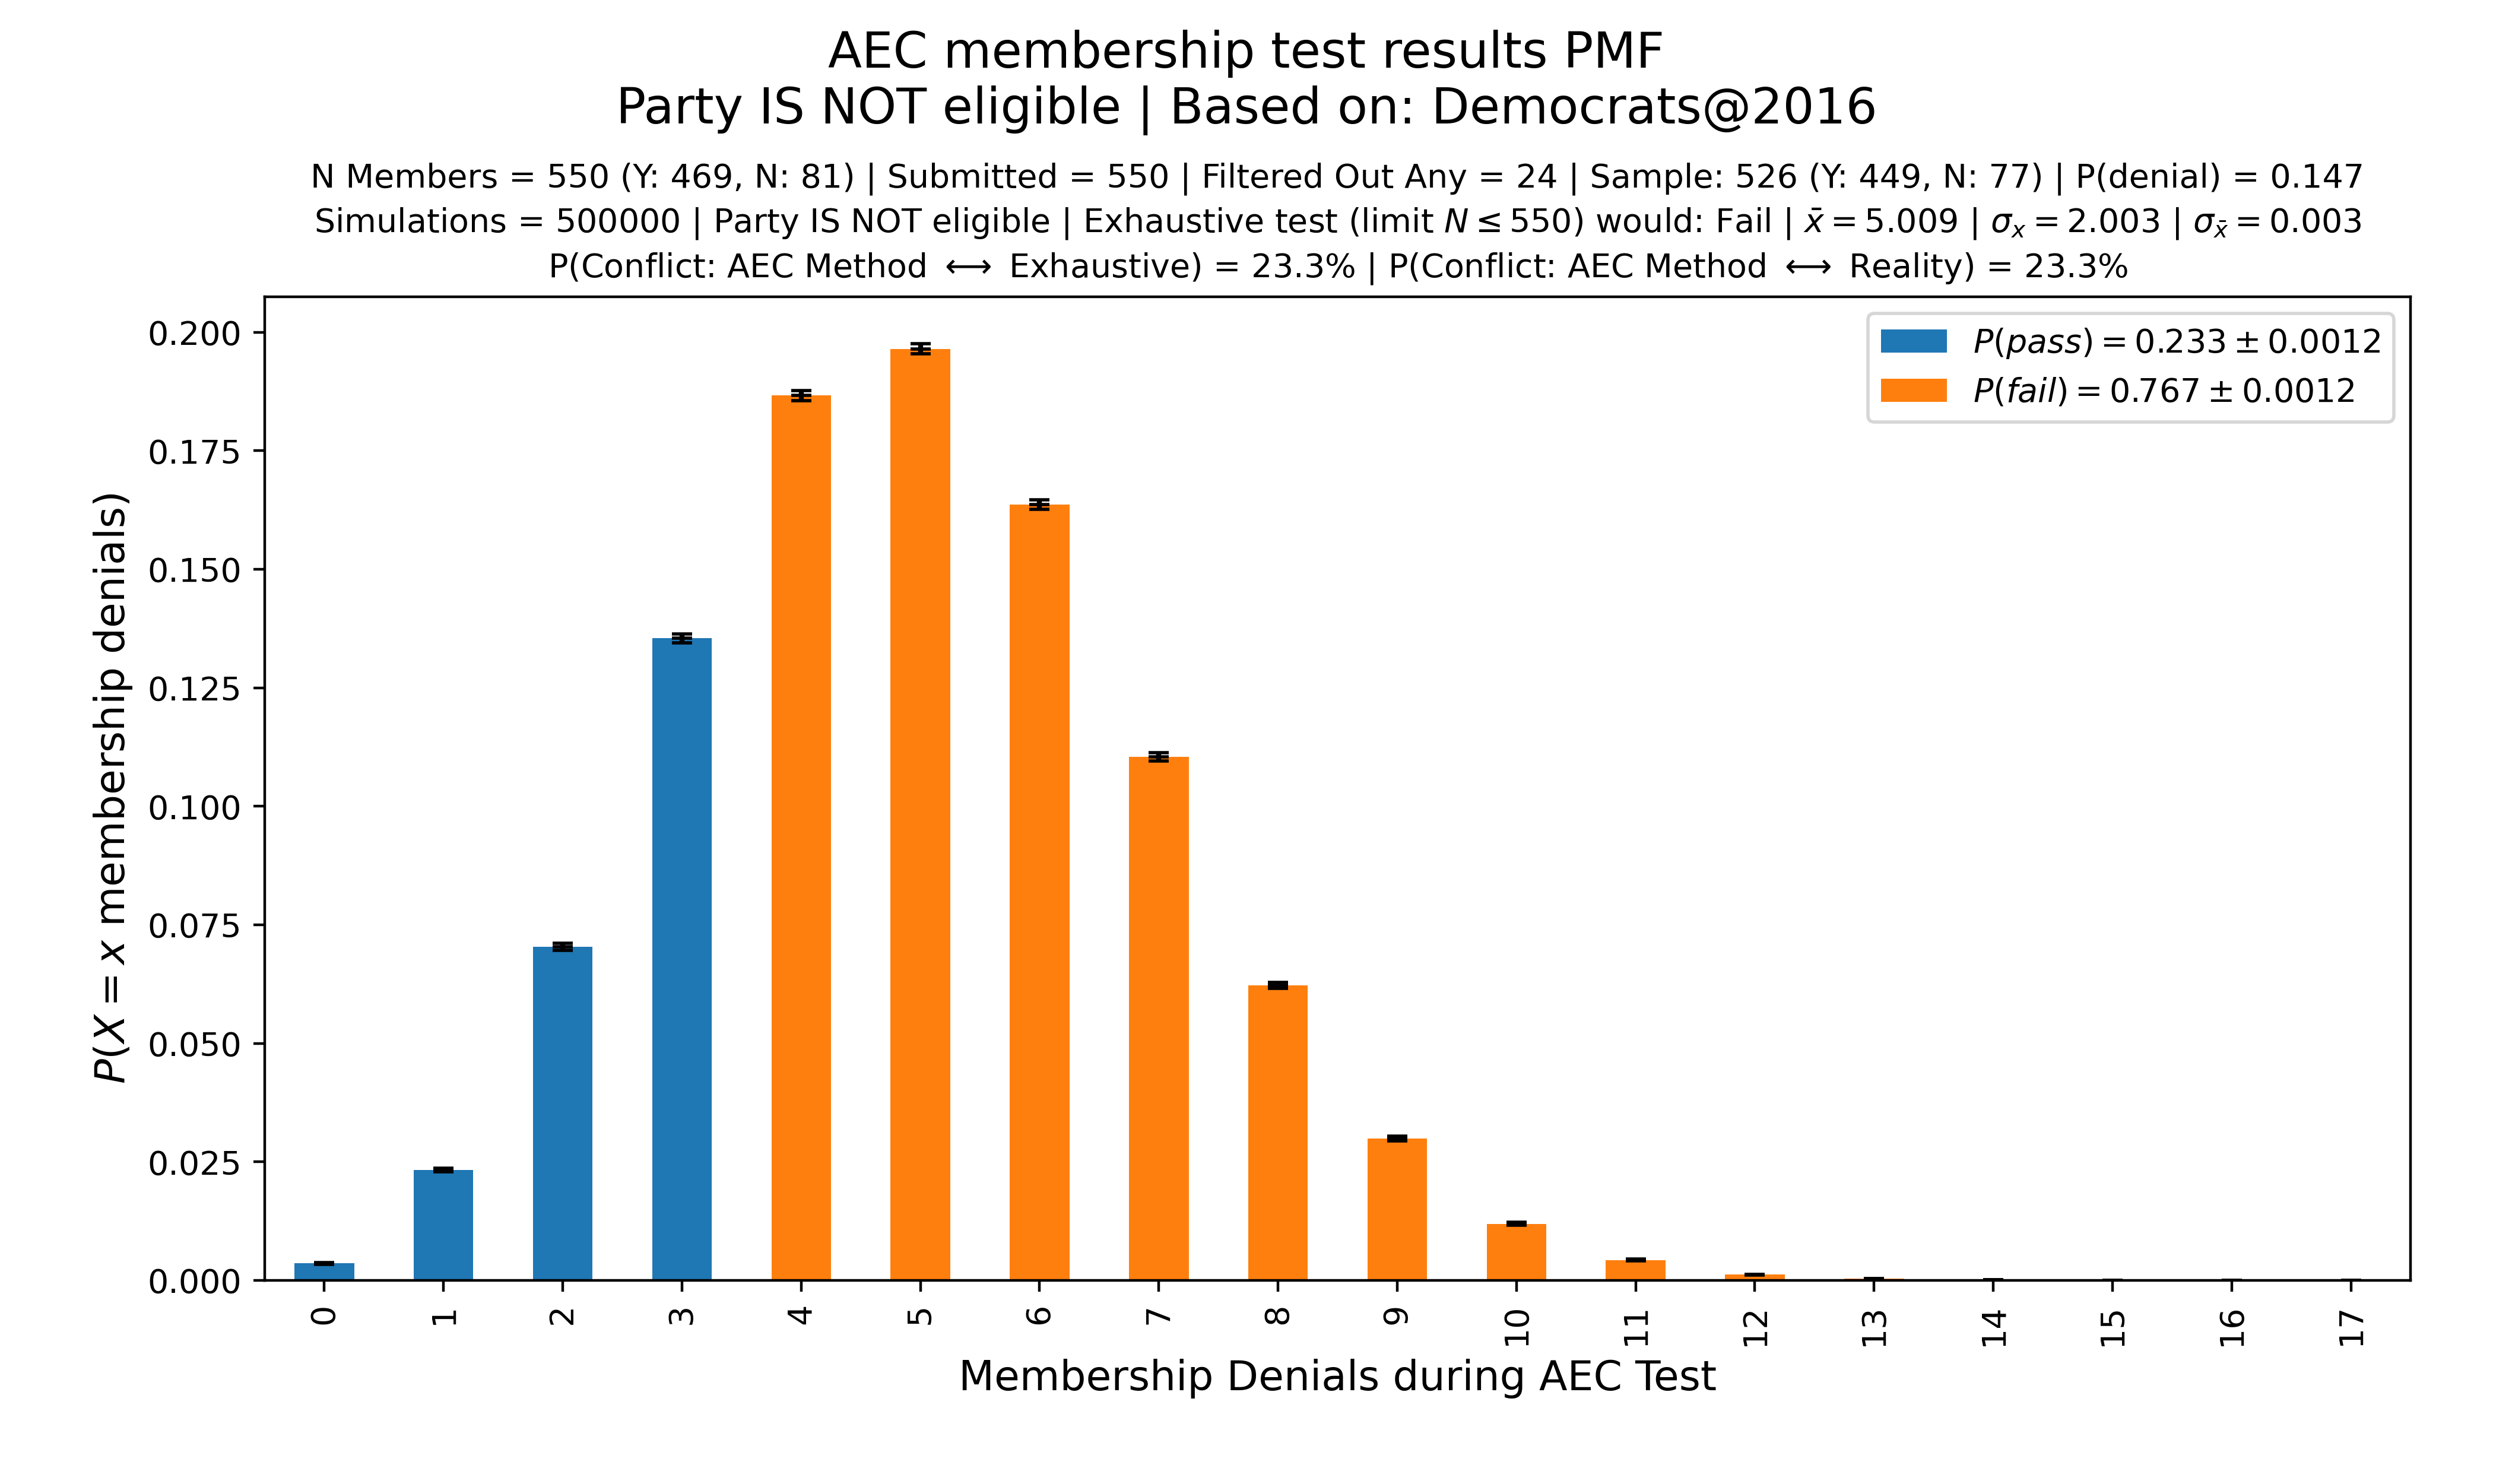 AEC membership test results PMF
Party IS NOT eligible | Based on: Democrats@2016
N Members = 550 (Y: 469, N: 81) | Submitted = 550 | Filtered Out Any = 24 | Sample: 526 (Y: 449, N: 77) | P(denial) = 0.147
Simulations = 500000 | Party IS NOT eligible | Exhaustive test (limit N ≤ 550) would: Fail | x̄ = 5.009 | σₓ = 2.003 | σ_x̄ = 0.003
P(Conflict: AEC Method ⟷ Exhaustive) = 23.3% | P(Conflict: AEC Method ⟷ Reality) = 23.3%
P(pass) = 0.233 ± 0.0012
P(fail) = 0.767 ± 0.0012
P(X = x membership denials)
0.200
0.175
0.150
0.125
0.100
0.075
0.050
0.025
0.000
0 1 2 3 4 5 6 7 8 9 10 11 12 13 14 15 16 17
Membership Denials during AEC Test